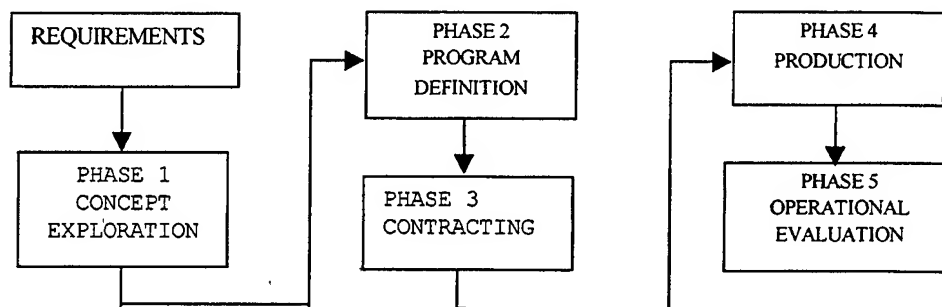 REQUIREMENTS
PHASE 1
CONCEPT
EXPLORATION
PHASE 2
PROGRAM
DEFINITION
PHASE 3
CONTRACTING
PHASE 4
PRODUCTION
PHASE 5
OPERATIONAL
EVALUATION